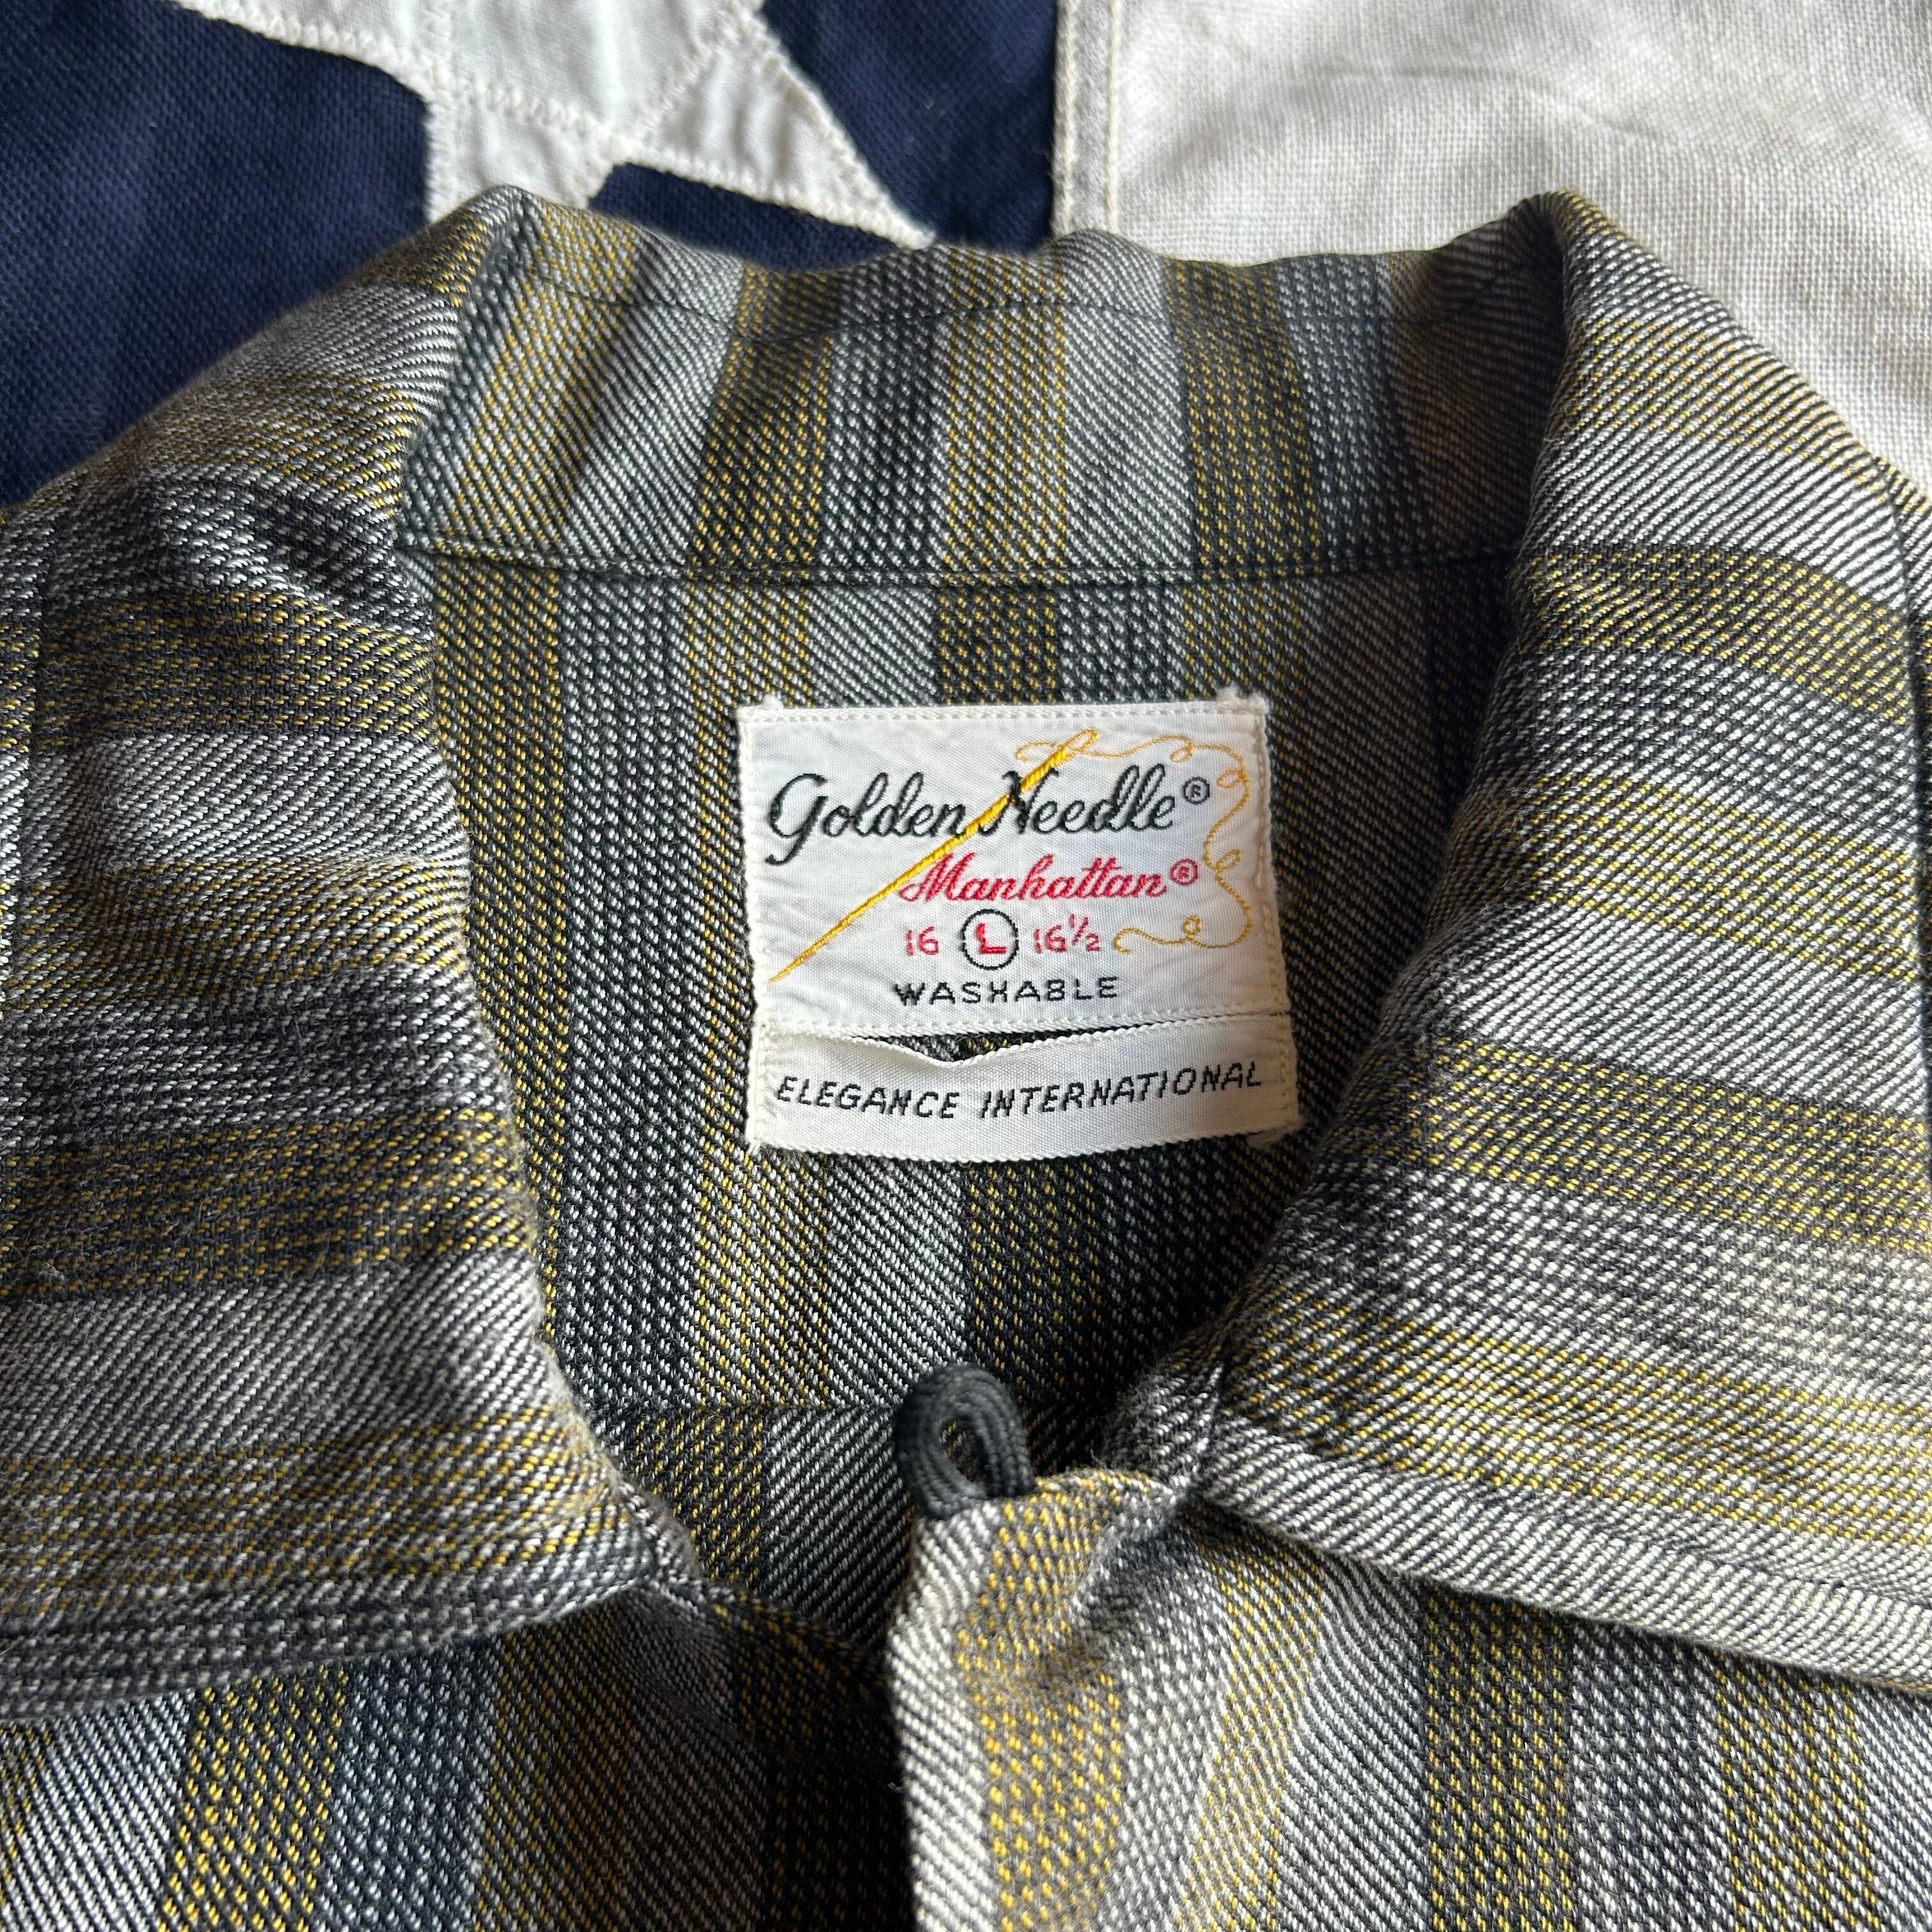 Golden Needle®
Manhattan®
16 L 16½
WASHABLE
ELEGANCE INTERNATIONAL